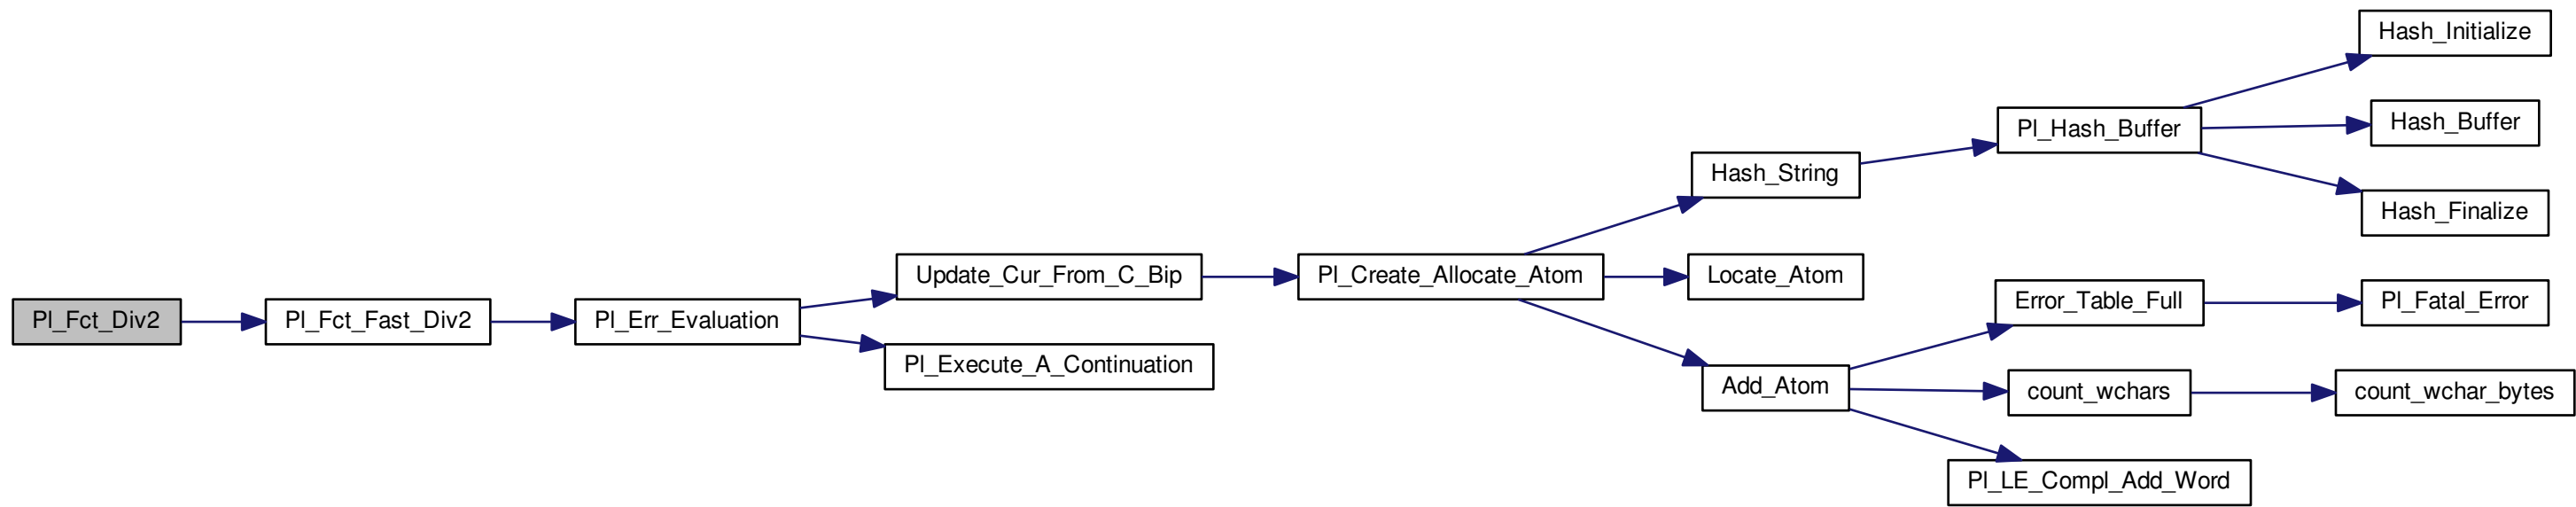 Pl_Fct_Div2
Pl_Fct_Fast_Div2
Pl_Err_Evaluation
Update_Cur_From_C_Bip
Pl_Execute_A_Continuation
Pl_Create_Allocate_Atom
Hash_String
Locate_Atom
Add_Atom
Pl_Hash_Buffer
Error_Table_Full
count_wchars
Pl_LE_Compl_Add_Word
Hash_Initialize
Hash_Buffer
Hash_Finalize
Pl_Fatal_Error
count_wchar_bytes